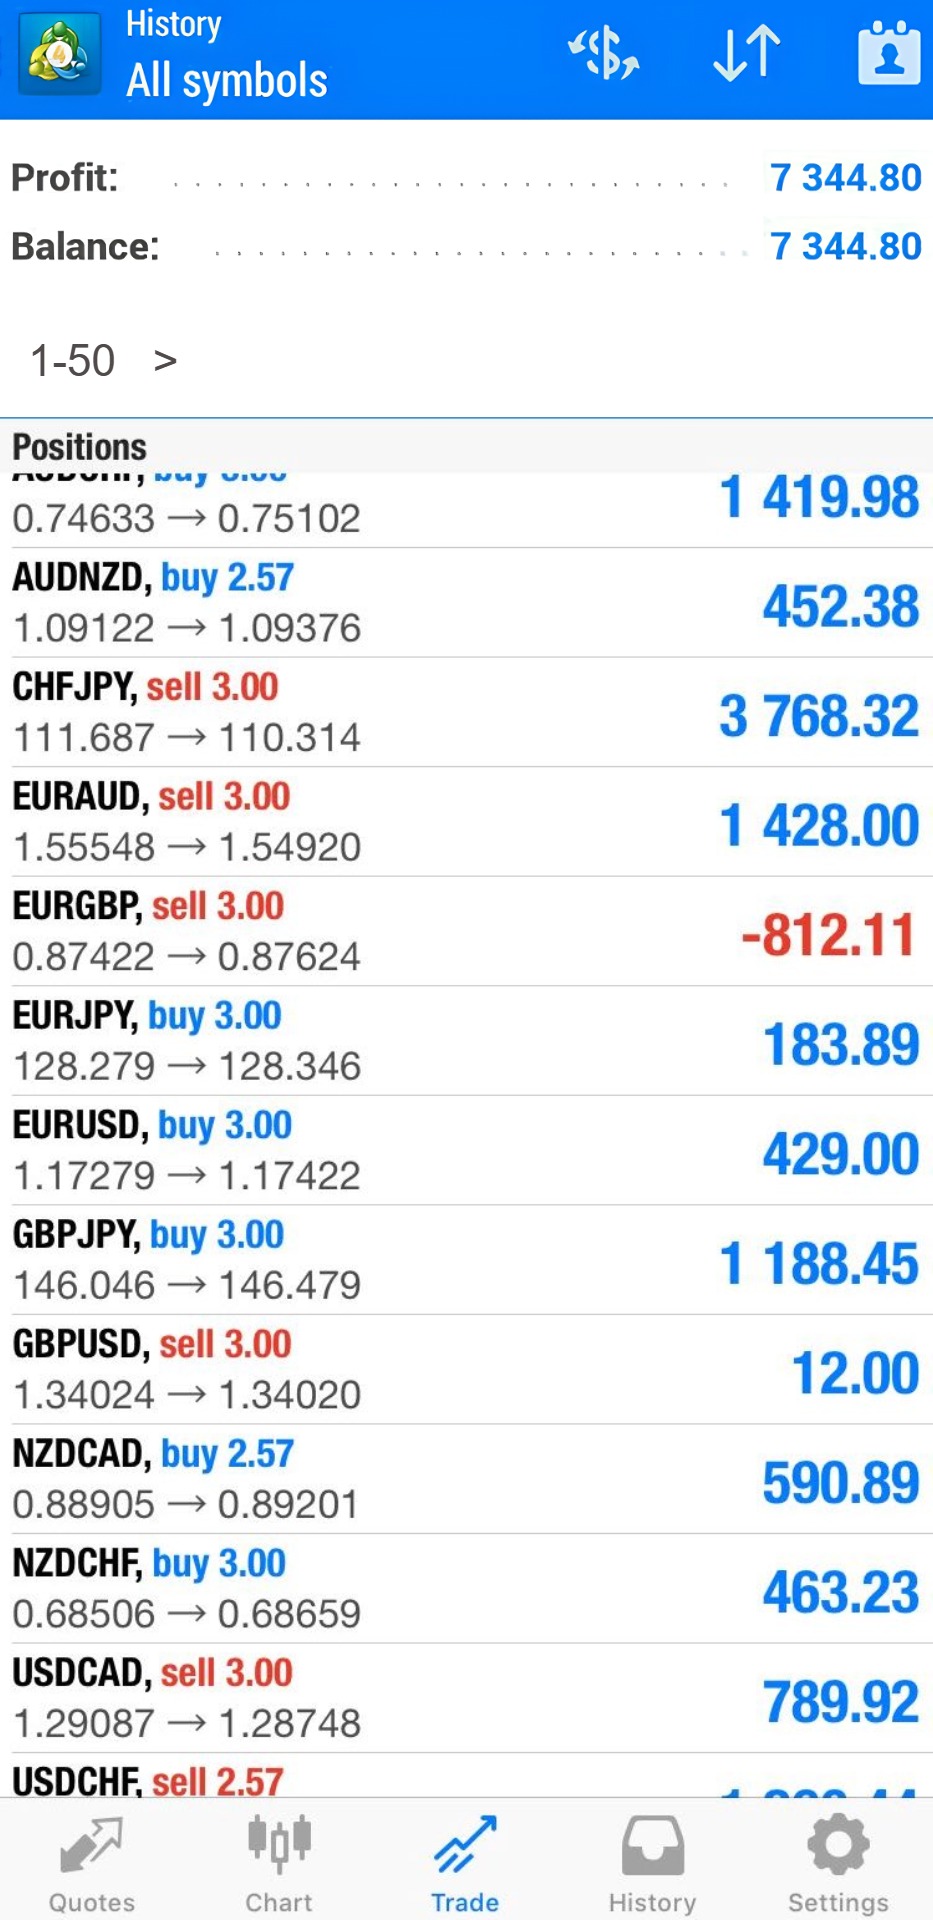 History
All symbols
Profit: 7 344.80
Balance: 7 344.80
1-50 >
Positions
buy 3.00
0.74633 → 0.75102 1 419.98
AUDNZD, buy 2.57
1.09122 → 1.09376 452.38
CHFJPY, sell 3.00
111.687 → 110.314 3 768.32
EURAUD, sell 3.00
1.55548 → 1.54920 1 428.00
EURGBP, sell 3.00
0.87422 → 0.87624 -812.11
EURJPY, buy 3.00
128.279 → 128.346 183.89
EURUSD, buy 3.00
1.17279 → 1.17422 429.00
GBPJPY, buy 3.00
146.046 → 146.479 1 188.45
GBPUSD, sell 3.00
1.34024 → 1.34020 12.00
NZDCAD, buy 2.57
0.88905 → 0.89201 590.89
NZDCHF, buy 3.00
0.68506 → 0.68659 463.23
USDCAD, sell 3.00
1.29087 → 1.28748 789.92
USDCHF, sell 2.57
Quotes Chart Trade History Settings